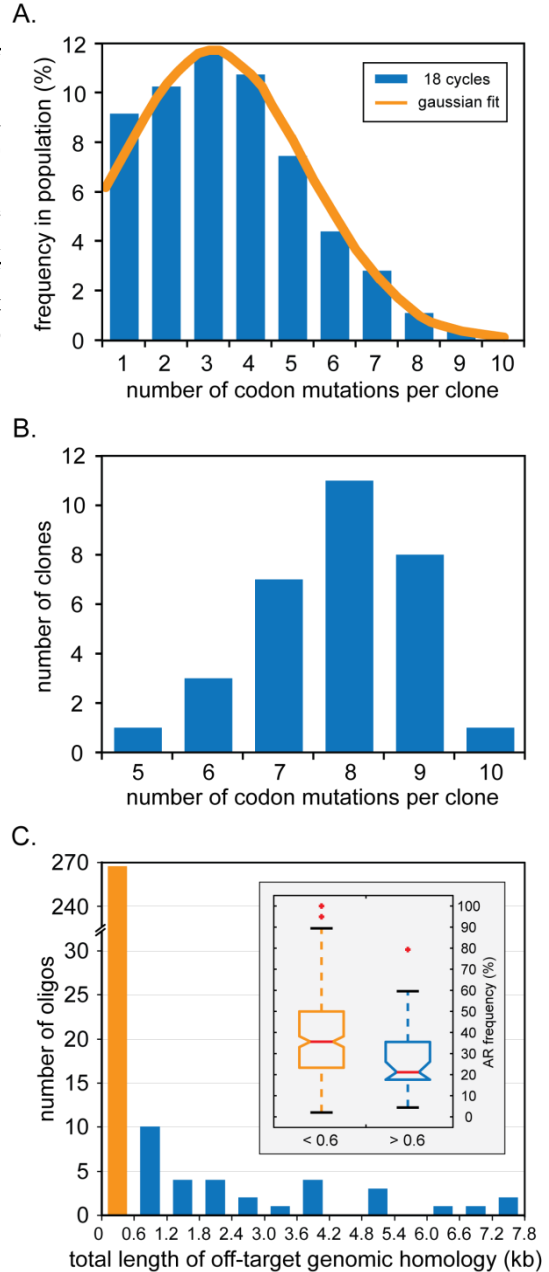 A.
frequency in population (%)
12
10
8
6
4
2
0
18 cycles
gaussian fit
1 2 3 4 5 6 7 8 9 10
number of codon mutations per clone
B.
number of clones
12
10
8
6
4
2
0
5 6 7 8 9 10
number of codon mutations per clone
C.
number of oligos
270
240
30
25
20
15
10
5
0
100
90
80
70
60
50
40
30
20
10
0
AR frequency (%)
< 0.6 > 0.6
0 0.6 1.2 1.8 2.4 3.0 3.6 4.2 4.8 5.4 6.0 6.6 7.2 7.8
total length of off-target genomic homology (kb)